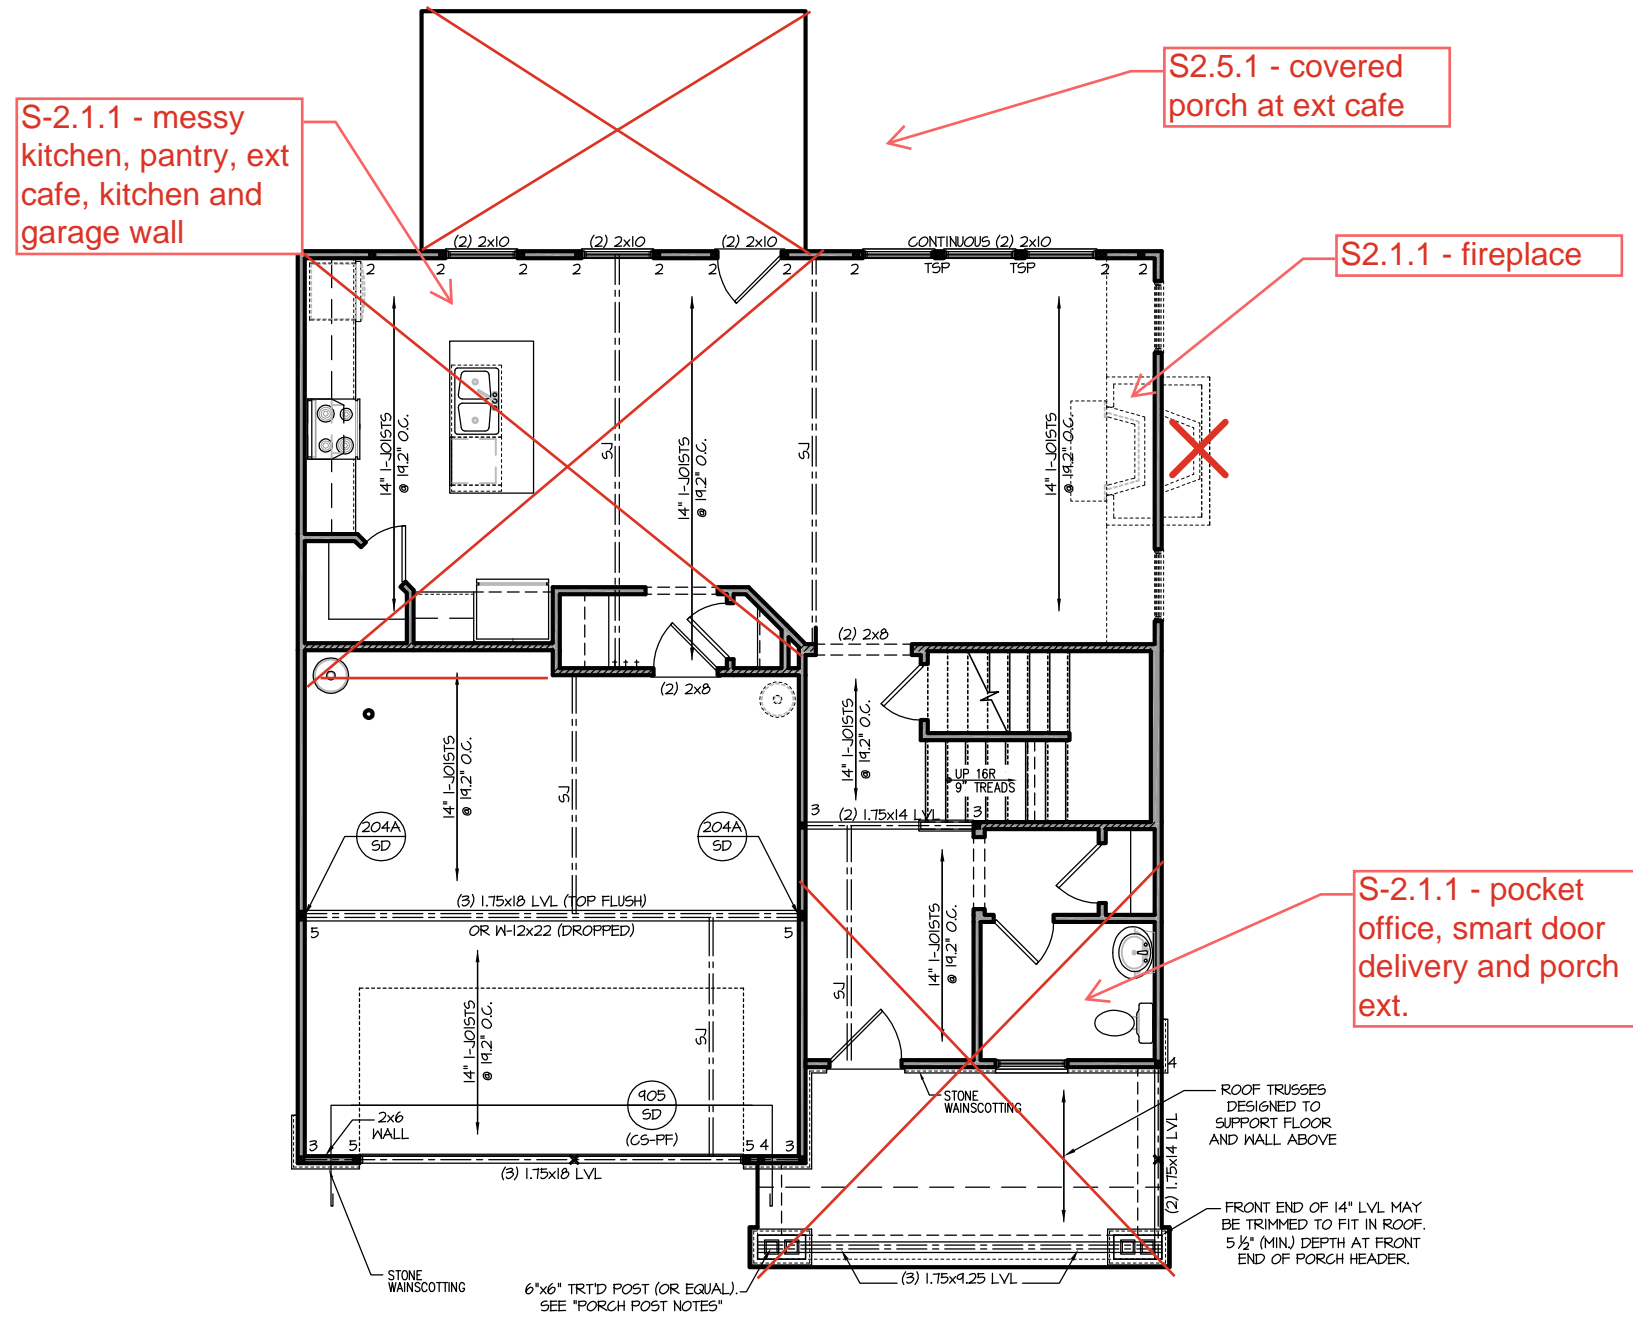 S2.5.1 - covered
porch at ext cafe
S-2.1.1 - messy
kitchen, pantry, ext
cafe, kitchen and
garage wall
S2.1.1 - fireplace
(2) 2x10
(2) 2x10
(2) 2x10
CONTINUOUS (2) 2x10
2
2
2
2
2
2
2
2
TSP
TSP
2
2
14" I-JOISTS
@ 19.2" O.C.
SJ
14" I-JOISTS
@ 19.2" O.C.
SJ
14" I-JOISTS
@ 19.2" O.C.
(2) 2x8
(2) 2x8
14" I-JOISTS
@ 19.2" O.C.
SJ
14" I-JOISTS
@ 19.2" O.C.
UP 16R
9" TREADS
3
(2) 1.75x14 LVL
3
204A
SD
204A
SD
(3) 1.75x18 LVL (TOP FLUSH)
OR W-12x22 (DROPPED)
5
5
S-2.1.1 - pocket
office, smart door
delivery and porch
ext.
14" I-JOISTS
@ 19.2" O.C.
SJ
14" I-JOISTS
@ 19.2" O.C.
SJ
4
905
SD
(CS-PF)
STONE
WAINSCOTTING
ROOF TRUSSES
DESIGNED TO
SUPPORT FLOOR
AND WALL ABOVE
2x6
WALL
3
5
5
4
3
(3) 1.75x18 LVL
(2) 1.75x14 LVL
FRONT END OF 14" LVL MAY
BE TRIMMED TO FIT IN ROOF.
5 ½" (MIN.) DEPTH AT FRONT
END OF PORCH HEADER.
STONE
WAINSCOTTING
6"x6" TRT'D POST (OR EQUAL).
SEE "PORCH POST NOTES"
(3) 1.75x9.25 LVL